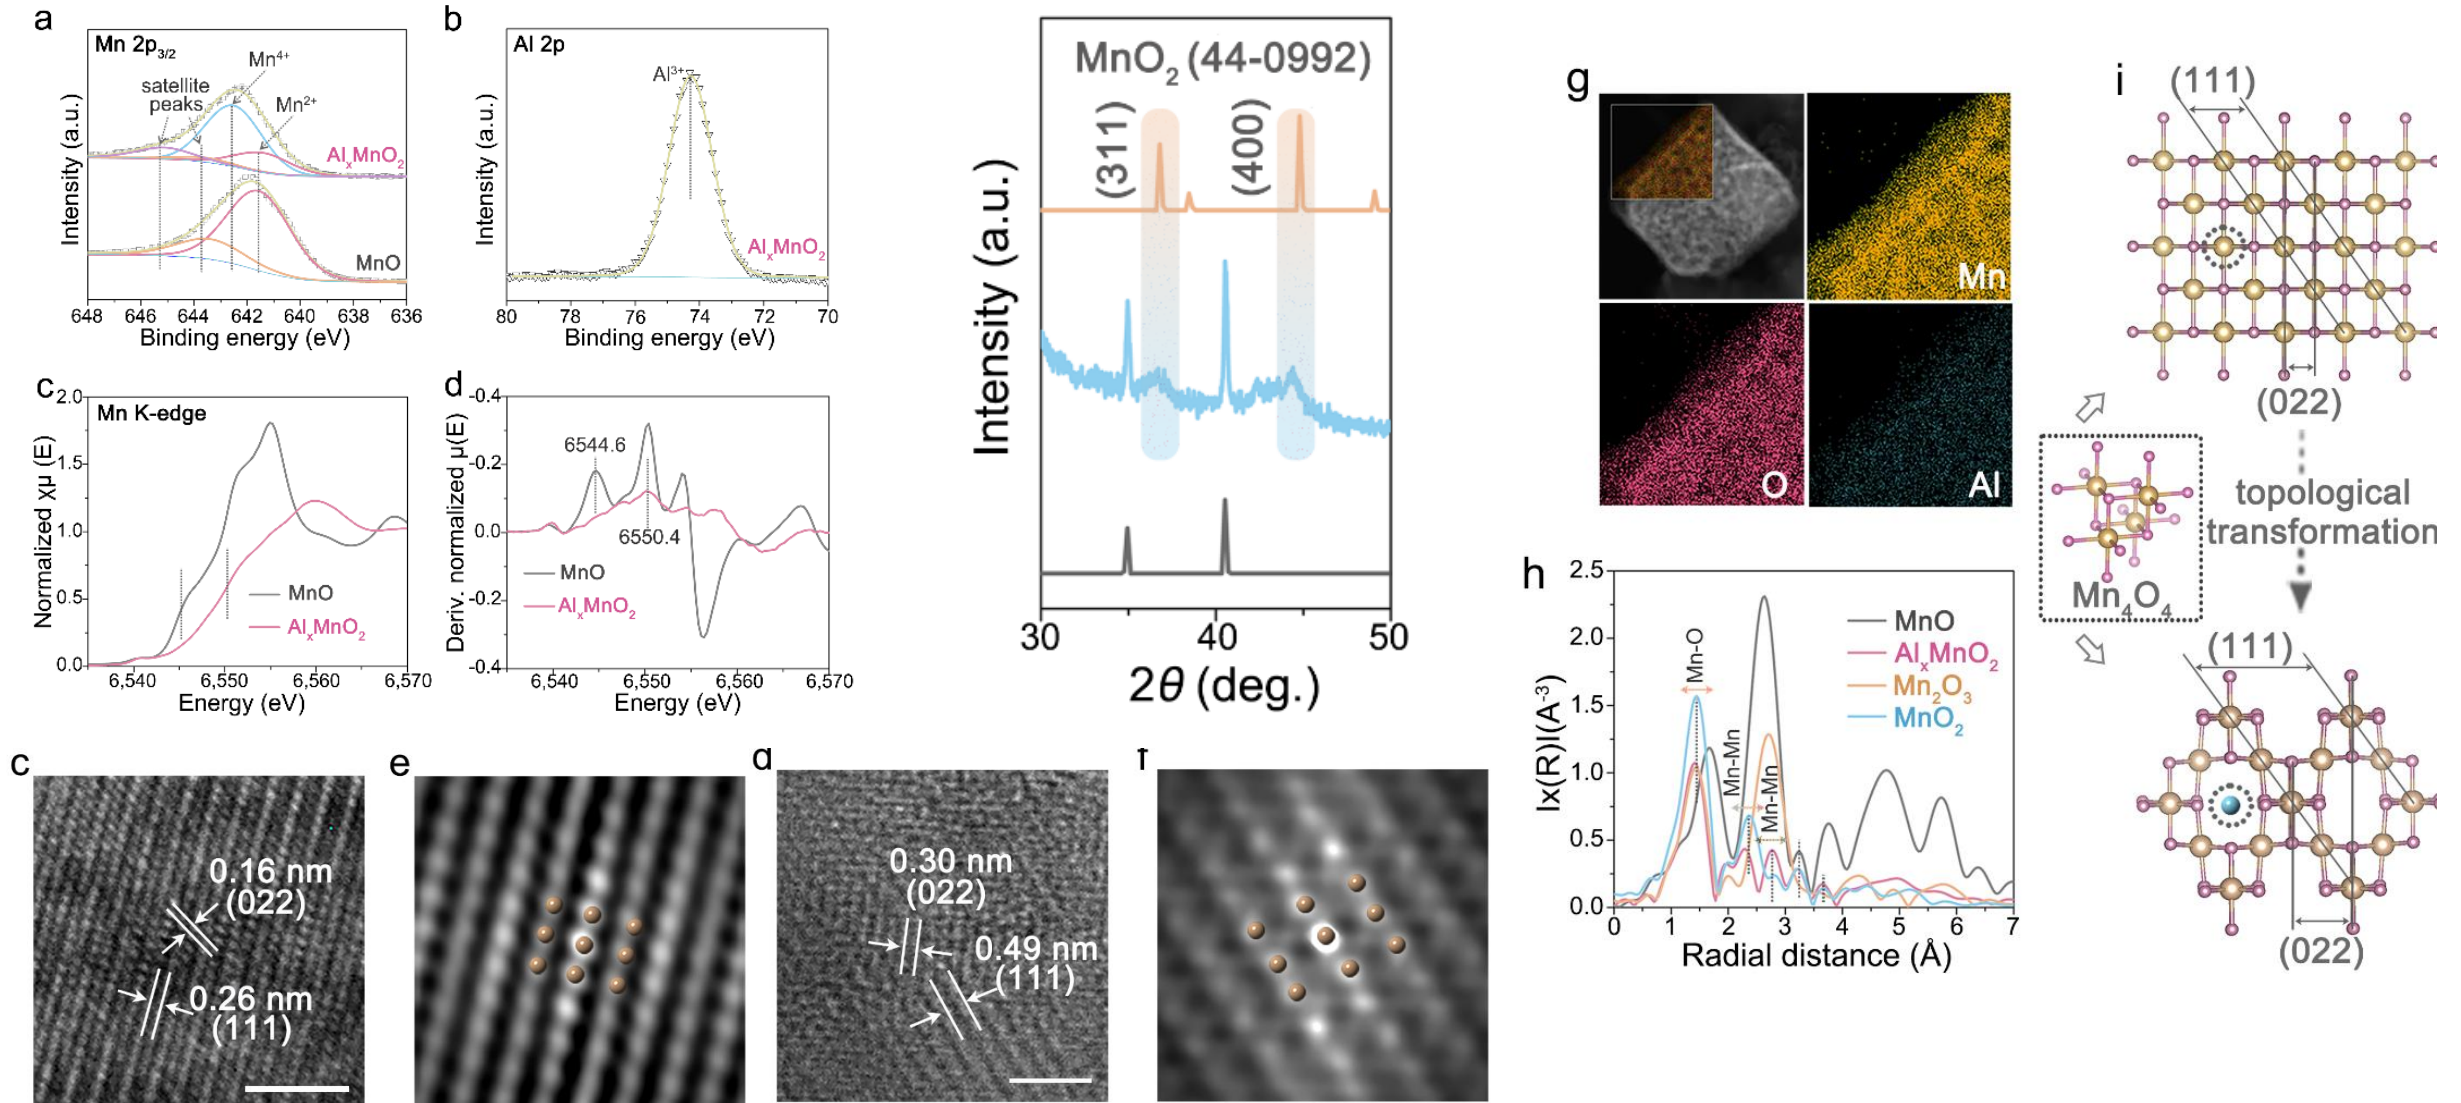 a
Mn 2p3/2
Mn4+
satellite
peaks
Mn2+
AlxMnO2
MnO
Intensity (a.u.)
648 646 644 642 640 638 636
Binding energy (eV)
b
Al 2p
Al3+
AlxMnO2
Intensity (a.u.)
80 78 76 74 72 70
Binding energy (eV)
c
Mn K-edge
2.0
1.5
1.0
0.5
0.0
Normalized χμ (E)
MnO
AlxMnO2
6,540 6,550 6,560 6,570
Energy (eV)
d
-0.4
-0.2
0.0
-0.2
-0.4
Deriv. normalized μ(E)
6544.6
6550.4
MnO
AlxMnO2
6,540 6,550 6,560 6,570
Energy (eV)
MnO2 (44-0992)
(311)
(400)
Intensity (a.u.)
30 40 50
2θ (deg.)
g
Mn
O
Al
h
2.5
2.0
1.5
1.0
0.5
0.0
Ix(R)I(A-3)
Mn-O
Mn-Mn
Mn-Mn
MnO
AlxMnO2
Mn2O3
MnO2
0 1 2 3 4 5 6 7
Radial distance (Å)
i
(111)
(022)
topological
transformation
Mn4O4
(111)
(022)
c
0.16 nm
(022)
0.26 nm
(111)
e
d
0.30 nm
(022)
0.49 nm
(111)
f